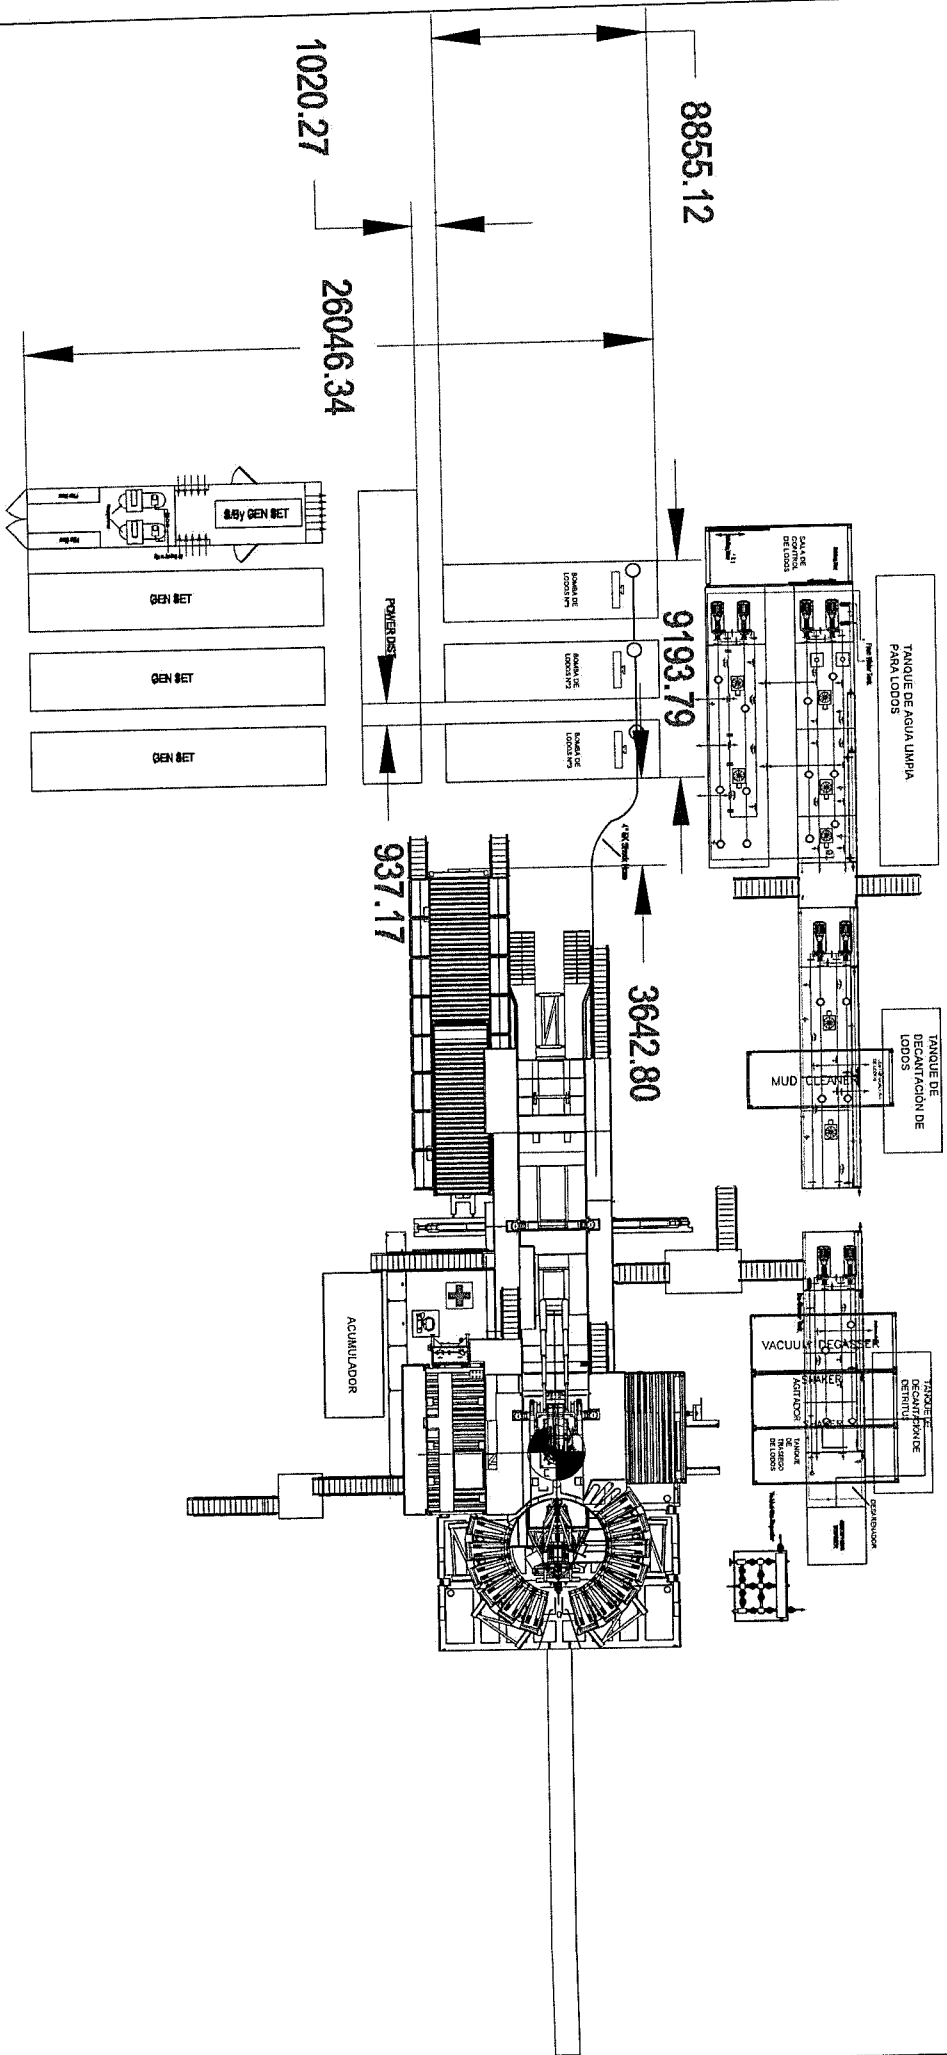 1020.27
8855.12
26046.34
S/By GEN SET
GEN SET
GEN SET
GEN SET
POWER DIST
BOMBA DE
LODOS Nº1
BOMBA DE
LODOS Nº2
BOMBA DE
LODOS Nº3
9193.79
937.17
3642.80
SALA DE
CONTROL
DE LODOS
TANQUE DE AGUA LIMPIA
PARA LODOS
TANQUE DE
DECANTACIÓN DE
LODOS
MUD CLEANER
ACUMULADOR
VACUUM DEGASSER
SHAKER
AGITADOR
SHAKER
TANQUE
DE
TRASIEGO
DE LODOS
TANQUE DE
DECANTACIÓN DE
DETRITUS
DESARENADOR